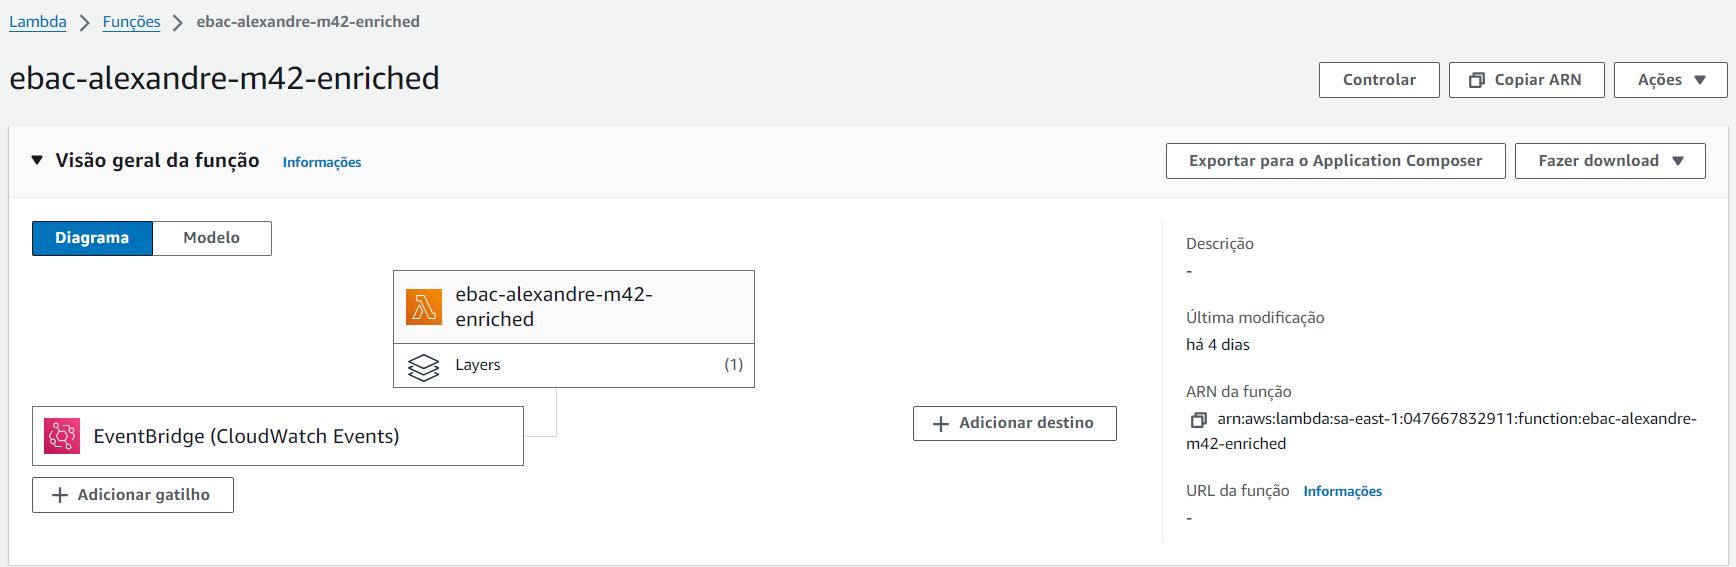 Lambda > Funções > ebac-alexandre-m42-enriched
ebac-alexandre-m42-enriched
Controlar
Copiar ARN
Ações
Visão geral da função
Informações
Exportar para o Application Composer
Fazer download
Diagrama
Modelo
ebac-alexandre-m42-
enriched
Layers
(1)
EventBridge (CloudWatch Events)
+ Adicionar gatilho
+ Adicionar destino
Descrição
-
Última modificação
há 4 dias
ARN da função
arn:aws:lambda:sa-east-1:047667832911:function:ebac-alexandre-
m42-enriched
URL da função
Informações
-